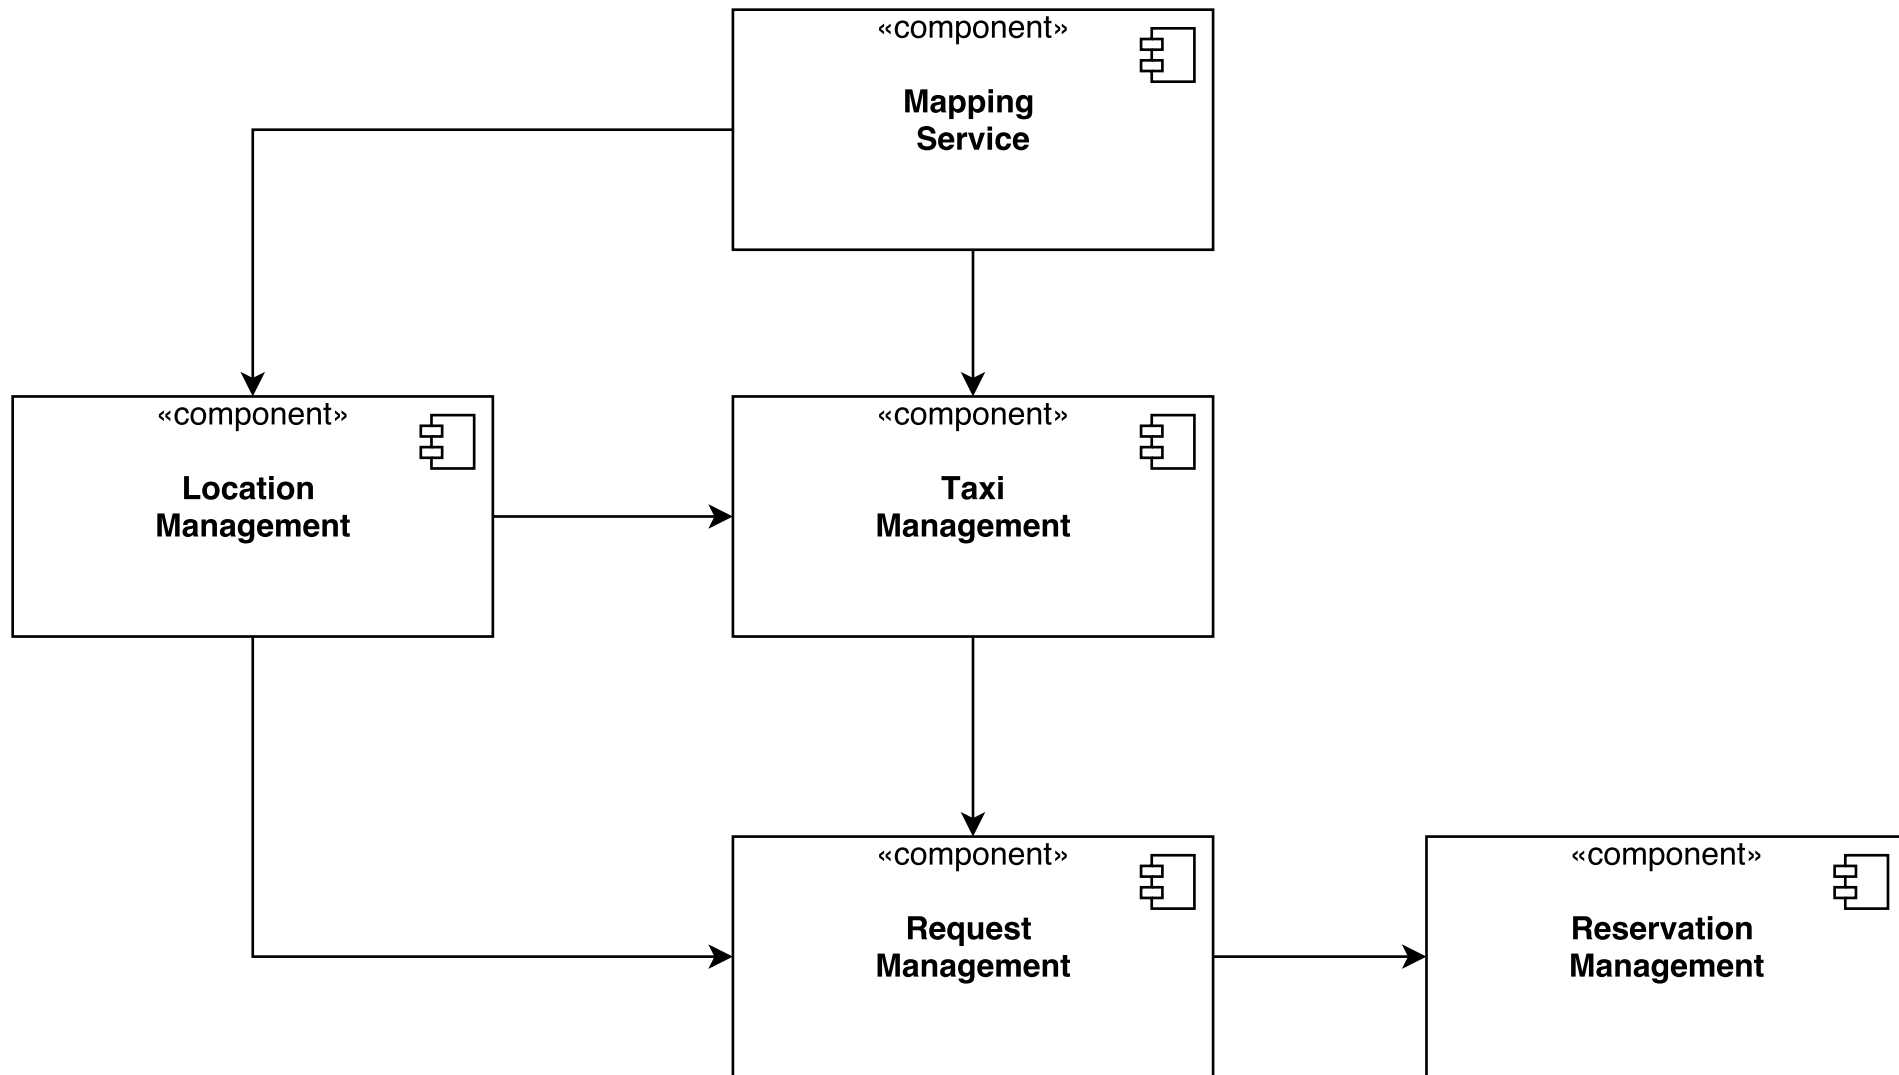 «component»
Mapping
Service
«component»
Location
Management
«component»
Taxi
Management
«component»
Request
Management
«component»
Reservation
Management